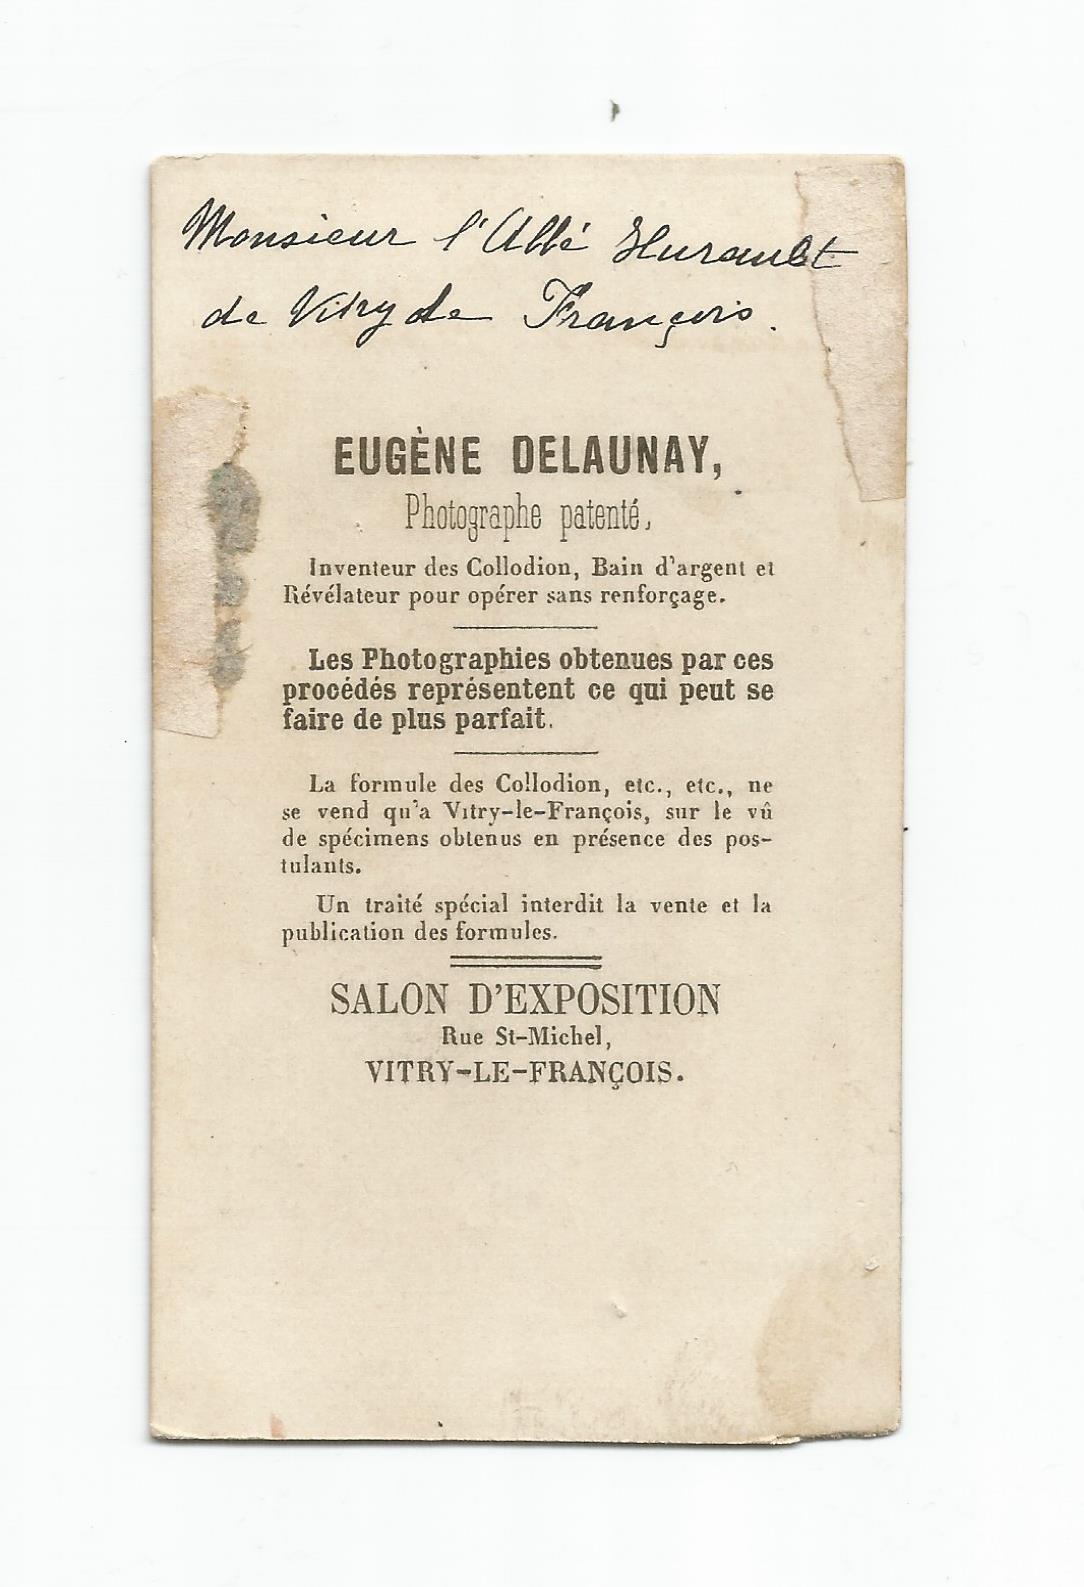 Monsieur l'Abbé Hurault
de Vitry de François.
EUGÈNE DELAUNAY,
Photographe patenté,
Inventeur des Collodion, Bain d'argent et
Révélateur pour opérer sans renforçage.
Les Photographies obtenues par ces
procédés représentent ce qui peut se
faire de plus parfait.
La formule des Collodion, etc., etc., ne
se vend qu'a Vitry-le-François, sur le vû
de spécimens obtenus en présence des pos-
tulants.
Un traité spécial interdit la vente et la
publication des formules.
SALON D'EXPOSITION
Rue St-Michel,
VITRY-LE-FRANÇOIS.